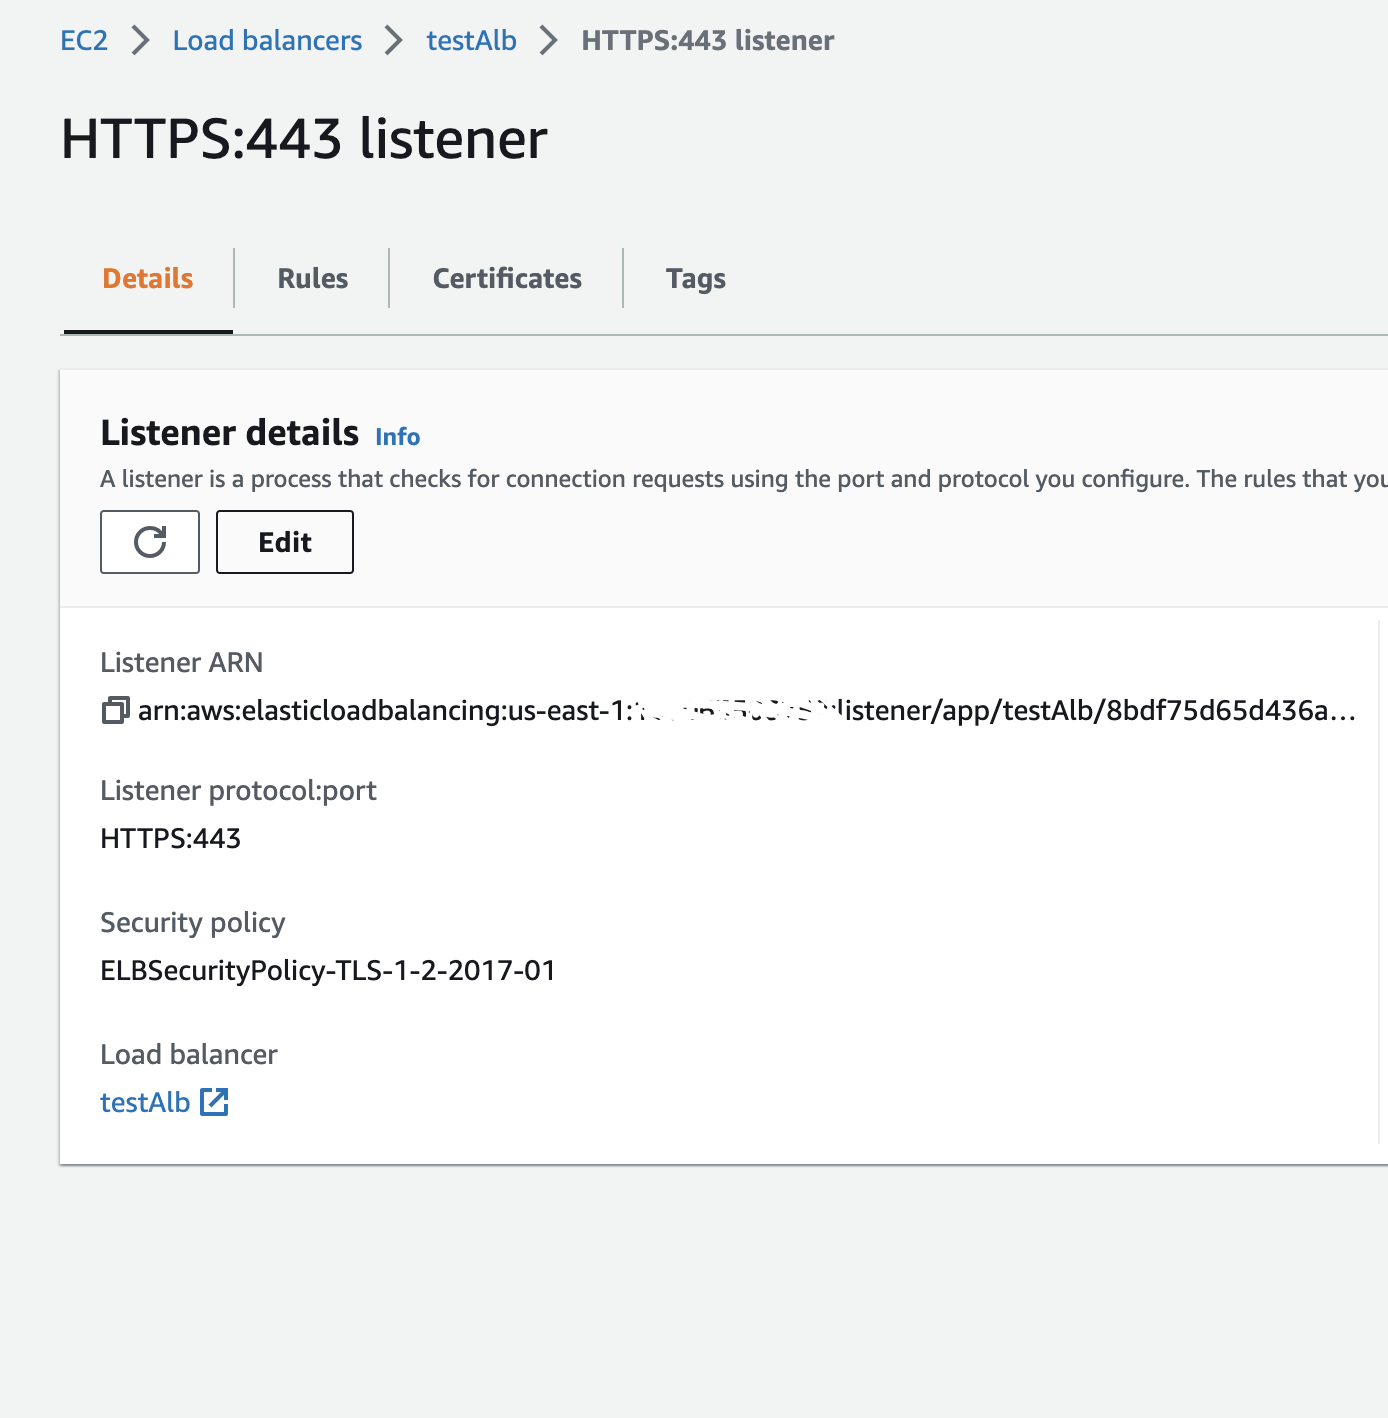 EC2 > Load balancers > testAlb > HTTPS:443 listener
HTTPS:443 listener
Details Rules Certificates Tags
Listener details Info
A listener is a process that checks for connection requests using the port and protocol you configure. The rules that you
Edit
Listener ARN
arn:aws:elasticloadbalancing:us-east-1: :listener/app/testAlb/8bdf75d65d436a...
Listener protocol:port
HTTPS:443
Security policy
ELBSecurityPolicy-TLS-1-2-2017-01
Load balancer
testAlb